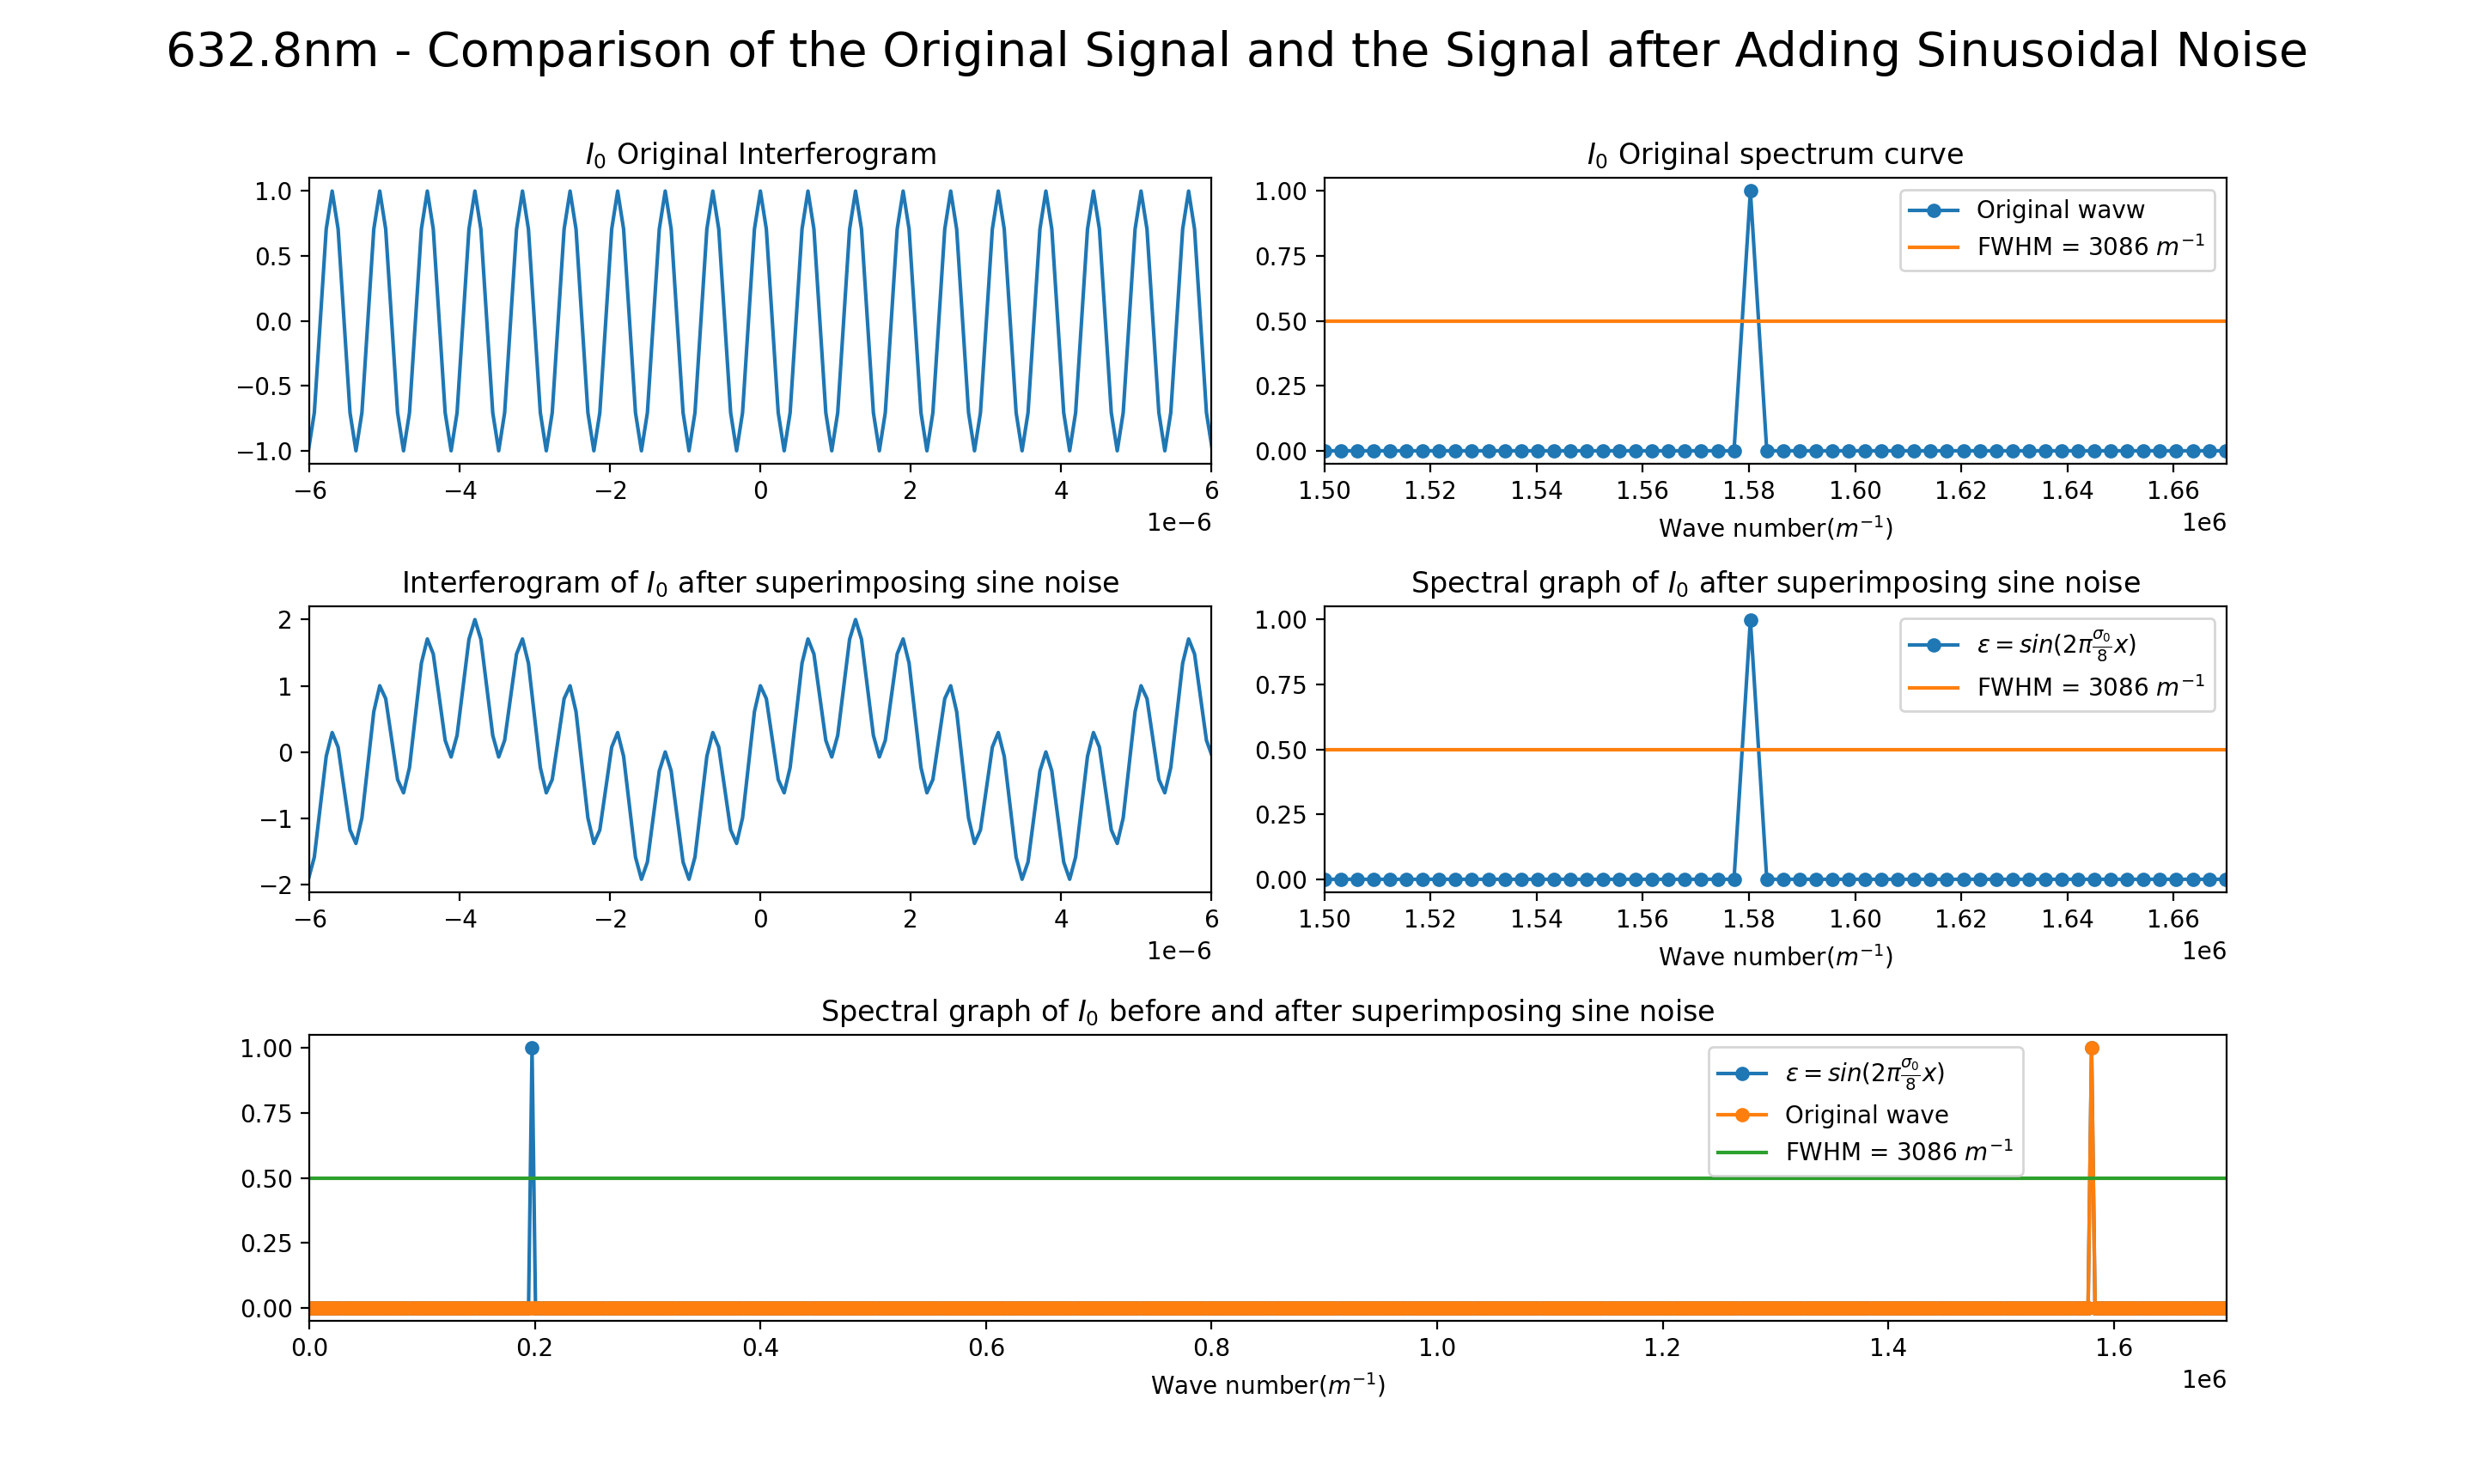 632.8nm - Comparison of the Original Signal and the Signal after Adding Sinusoidal Noise
I₀ Original Interferogram
1.0
0.5
0.0
−0.5
−1.0
−6 −4 −2 0 2 4 6
1e−6
I₀ Original spectrum curve
1.00
0.75
0.50
0.25
0.00
Original wavw
FWHM = 3086 m⁻¹
1.50 1.52 1.54 1.56 1.58 1.60 1.62 1.64 1.66
Wave number(m⁻¹)
1e6
Interferogram of I₀ after superimposing sine noise
2
1
0
−1
−2
−6 −4 −2 0 2 4 6
1e−6
Spectral graph of I₀ after superimposing sine noise
1.00
0.75
0.50
0.25
0.00
ε = sin(2π σ₀/8 x)
FWHM = 3086 m⁻¹
1.50 1.52 1.54 1.56 1.58 1.60 1.62 1.64 1.66
Wave number(m⁻¹)
1e6
Spectral graph of I₀ before and after superimposing sine noise
1.00
0.75
0.50
0.25
0.00
ε = sin(2π σ₀/8 x)
Original wave
FWHM = 3086 m⁻¹
0.0 0.2 0.4 0.6 0.8 1.0 1.2 1.4 1.6
Wave number(m⁻¹)
1e6